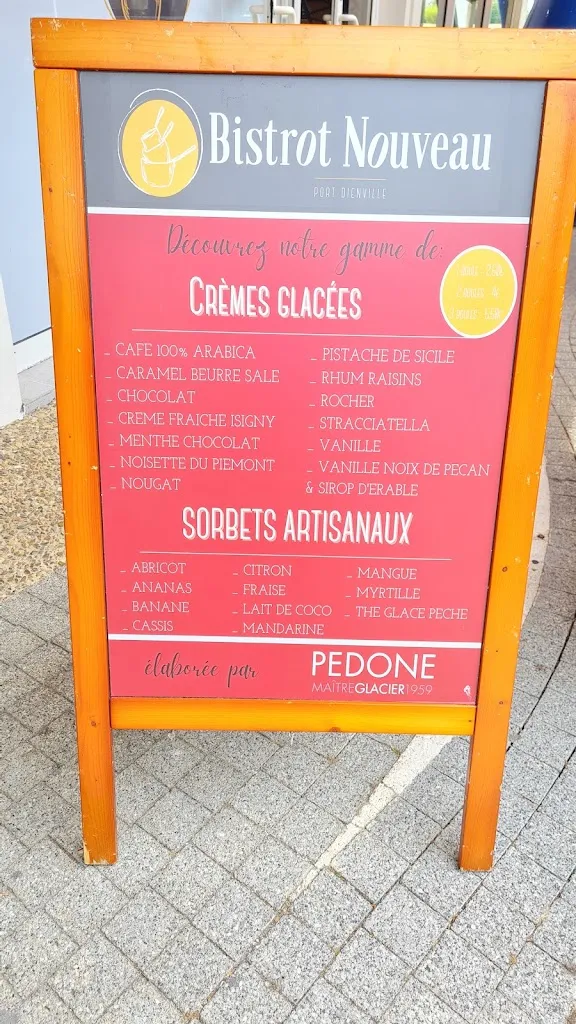 Bistrot Nouveau
PORT DIENVILLE
Découvrez notre gamme de:
CRÈMES GLACÉES
_ CAFE 100% ARABICA
_ CARAMEL BEURRE SALE
_ CHOCOLAT
_ CREME FRAICHE ISIGNY
_ MENTHE CHOCOLAT
_ NOISETTE DU PIEMONT
_ NOUGAT
_ PISTACHE DE SICILE
_ RHUM RAISINS
_ ROCHER
_ STRACCIATELLA
_ VANILLE
_ VANILLE NOIX DE PECAN
& SIROP D'ERABLE
SORBETS ARTISANAUX
_ ABRICOT
_ ANANAS
_ BANANE
_ CASSIS
_ CITRON
_ FRAISE
_ LAIT DE COCO
_ MANDARINE
_ MANGUE
_ MYRTILLE
_ THE GLACE PECHE
élaborée par
PEDONE
MAÎTREGLACIER1959